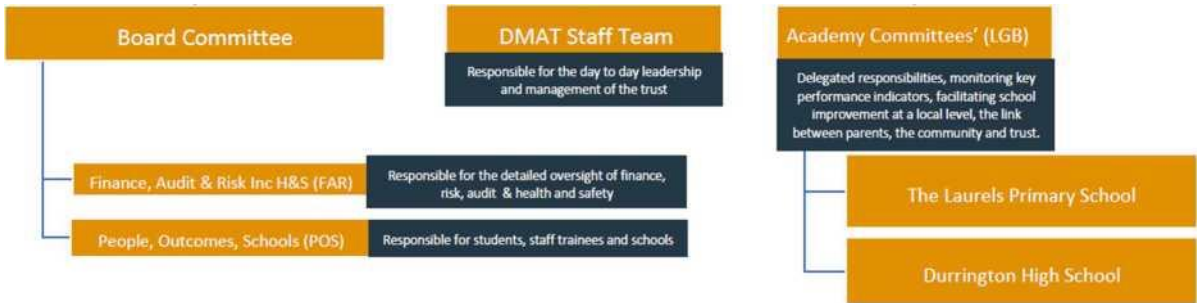 Board Committee
DMAT Staff Team
Responsible for the day to day leadership
and management of the trust
Academy Committees' (LGB)
Delegated responsibilities, monitoring key
performance indicators, facilitating school
improvement at a local level, the link
between parents, the community and trust.
Finance, Audit & Risk Inc H&S (FAR)
Responsible for the detailed oversight of finance,
risk, audit & health and safety
People, Outcomes, Schools (POS)
Responsible for students, staff trainees and schools
The Laurels Primary School
Durrington High School